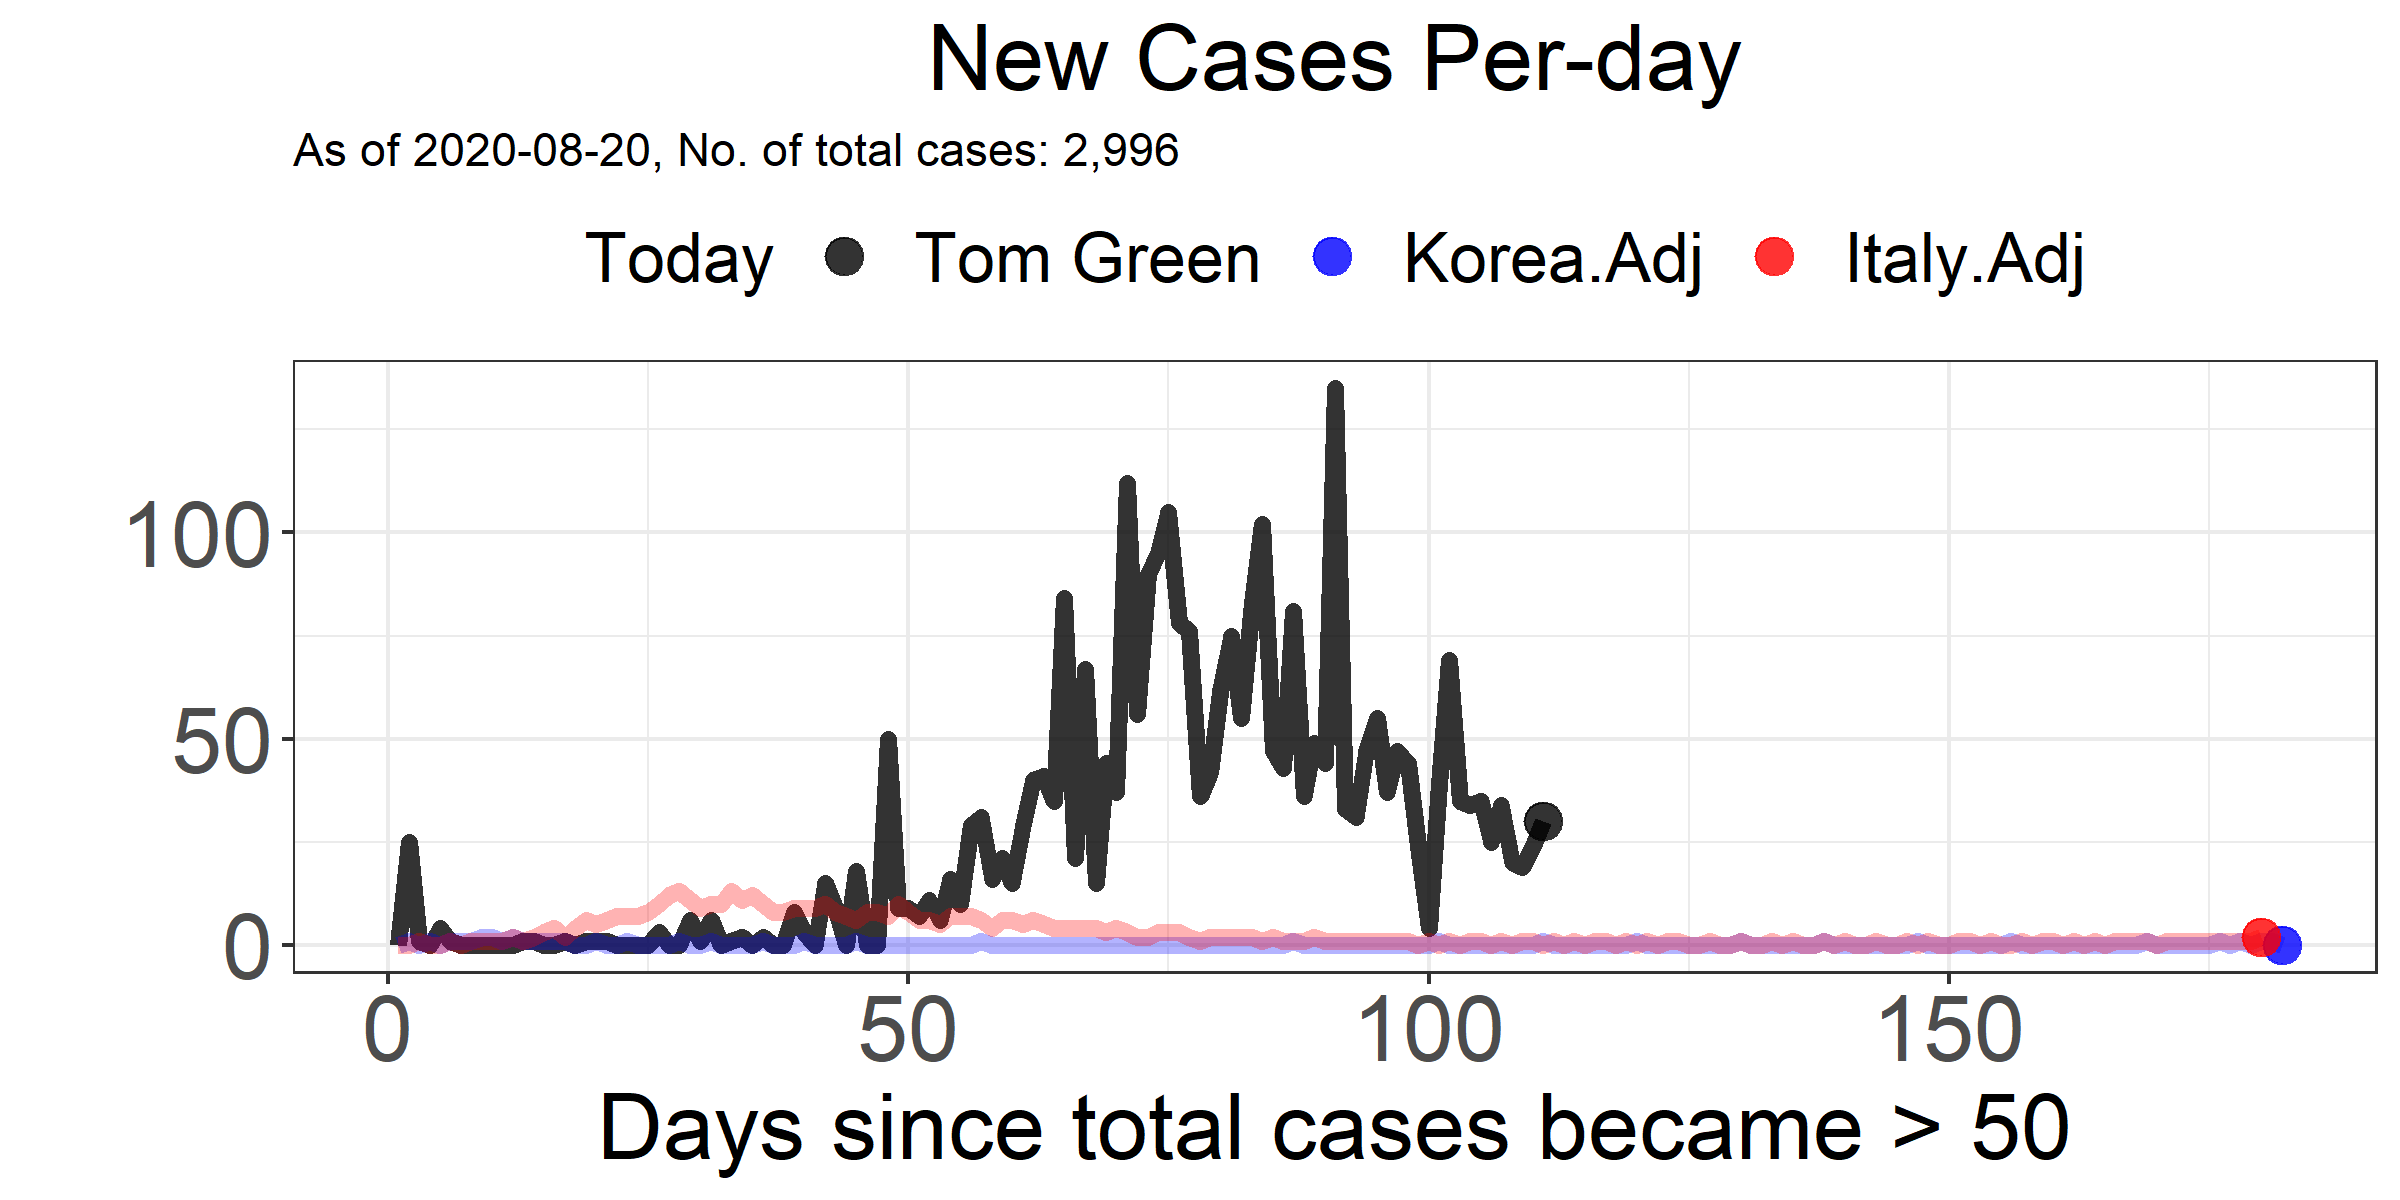 New Cases Per-day
As of 2020-08-20, No. of total cases: 2,996
Today Tom Green Korea.Adj Italy.Adj
100
50
0
0 50 100 150
Days since total cases became > 50